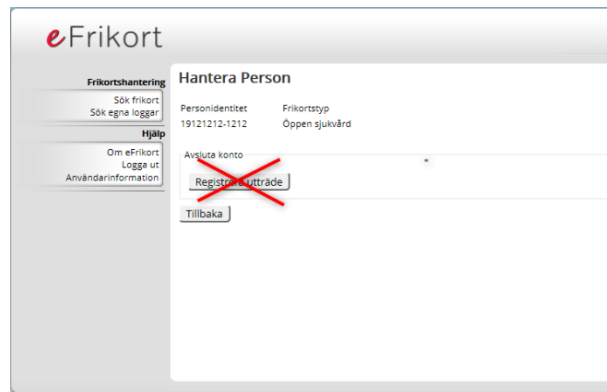 eFrikort
Frikortshantering
Sök frikort
Sök egna loggar
Hjälp
Om eFrikort
Logga ut
Användarinformation
Hantera Person
Personidentitet Frikortstyp
19121212-1212 Öppen sjukvård
Avsluta konto
Registrera utträde
Tillbaka